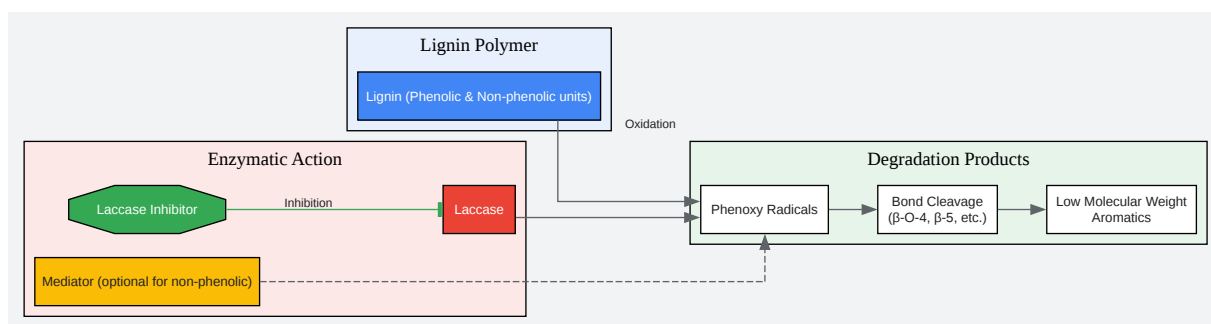 Lignin Polymer
Lignin (Phenolic & Non-phenolic units)
Oxidation
Enzymatic Action
Laccase Inhibitor
Inhibition
Laccase
Mediator (optional for non-phenolic)
Degradation Products
Phenoxy Radicals
Bond Cleavage
(β-O-4, β-5, etc.)
Low Molecular Weight
Aromatics